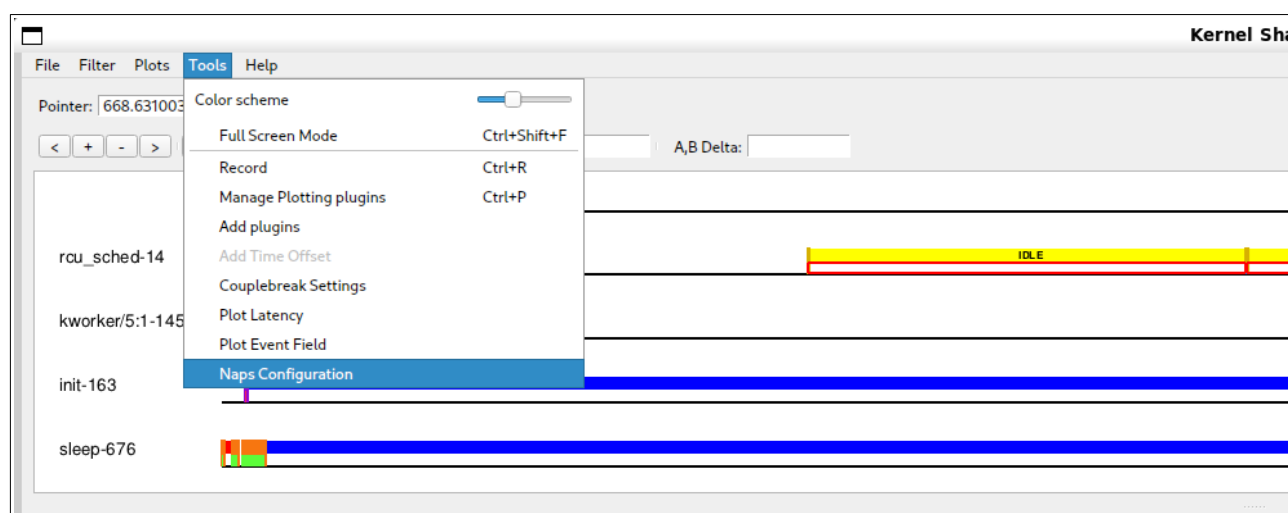 Kernel Sha
File Filter Plots Tools Help
Pointer: 668.631003
Color scheme
Full Screen Mode Ctrl+Shift+F
< + - > A,B Delta:
Record Ctrl+R
Manage Plotting plugins Ctrl+P
Add plugins
rcu_sched-14 Add Time Offset IDLE
Couplebreak Settings
Plot Latency
kworker/5:1-145
Plot Event Field
Naps Configuration
init-163
sleep-676